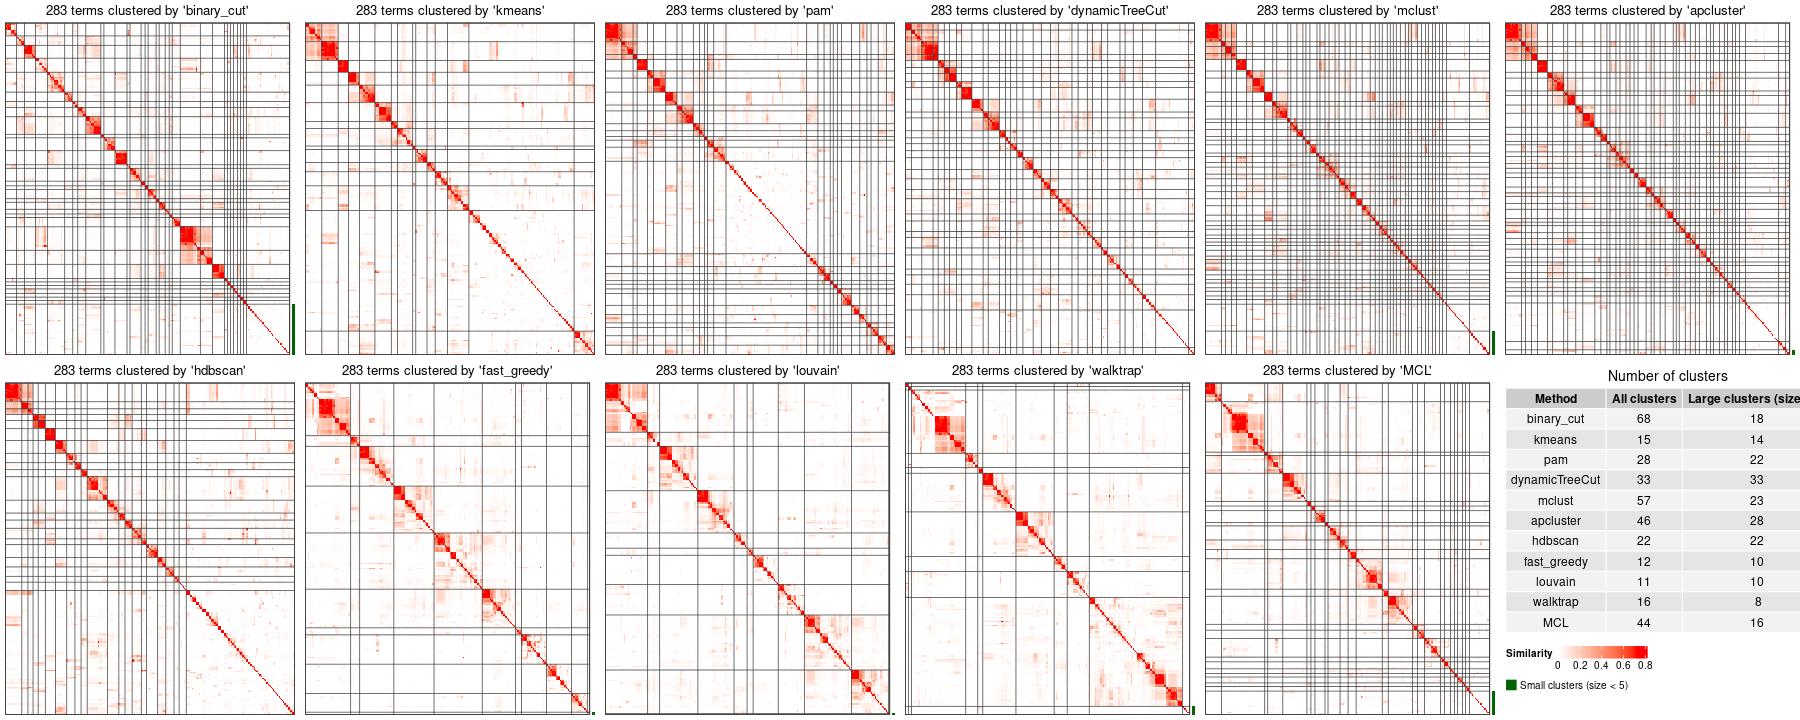 283 terms clustered by 'binary_cut'
283 terms clustered by 'kmeans'
283 terms clustered by 'pam'
283 terms clustered by 'dynamicTreeCut'
283 terms clustered by 'mclust'
283 terms clustered by 'apcluster'
283 terms clustered by 'hdbscan'
283 terms clustered by 'fast_greedy'
283 terms clustered by 'louvain'
283 terms clustered by 'walktrap'
283 terms clustered by 'MCL'
Number of clusters
Method All clusters Large clusters (size
binary_cut 68 18
kmeans 15 14
pam 28 22
dynamicTreeCut 33 33
mclust 57 23
apcluster 46 28
hdbscan 22 22
fast_greedy 12 10
louvain 11 10
walktrap 16 8
MCL 44 16
Similarity
0 0.2 0.4 0.6 0.8
Small clusters (size < 5)